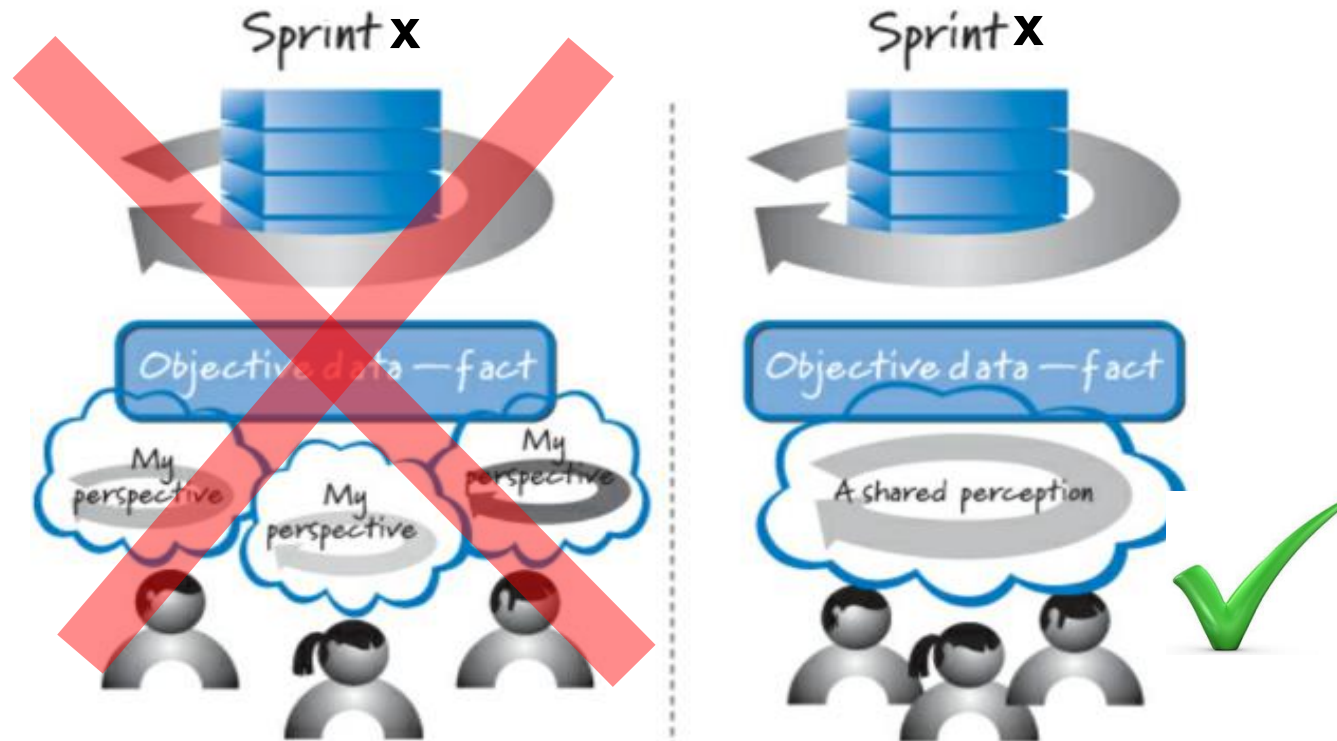 Sprint x
Objective data — fact
My
perspective
My
perspective
My
perspective
Sprint x
Objective data — fact
A shared perception